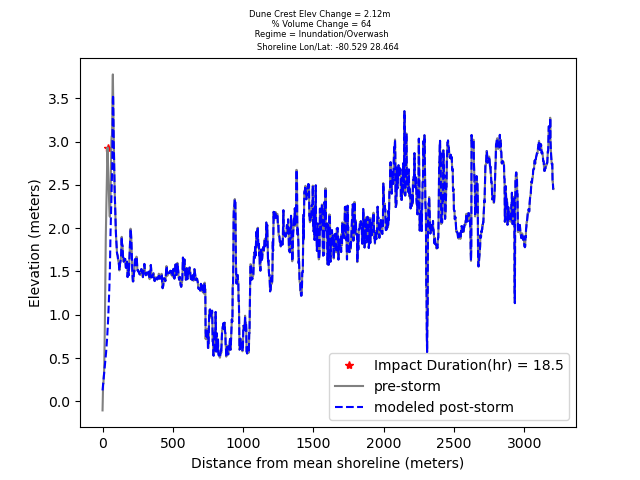 Dune Crest Elev Change = 2.12m
% Volume Change = 64
Regime = Inundation/Overwash
Shoreline Lon/Lat: -80.529 28.464
Elevation (meters)
3.5
3.0
2.5
2.0
1.5
1.0
0.5
0.0
Impact Duration(hr) = 18.5
pre-storm
modeled post-storm
0 500 1000 1500 2000 2500 3000
Distance from mean shoreline (meters)